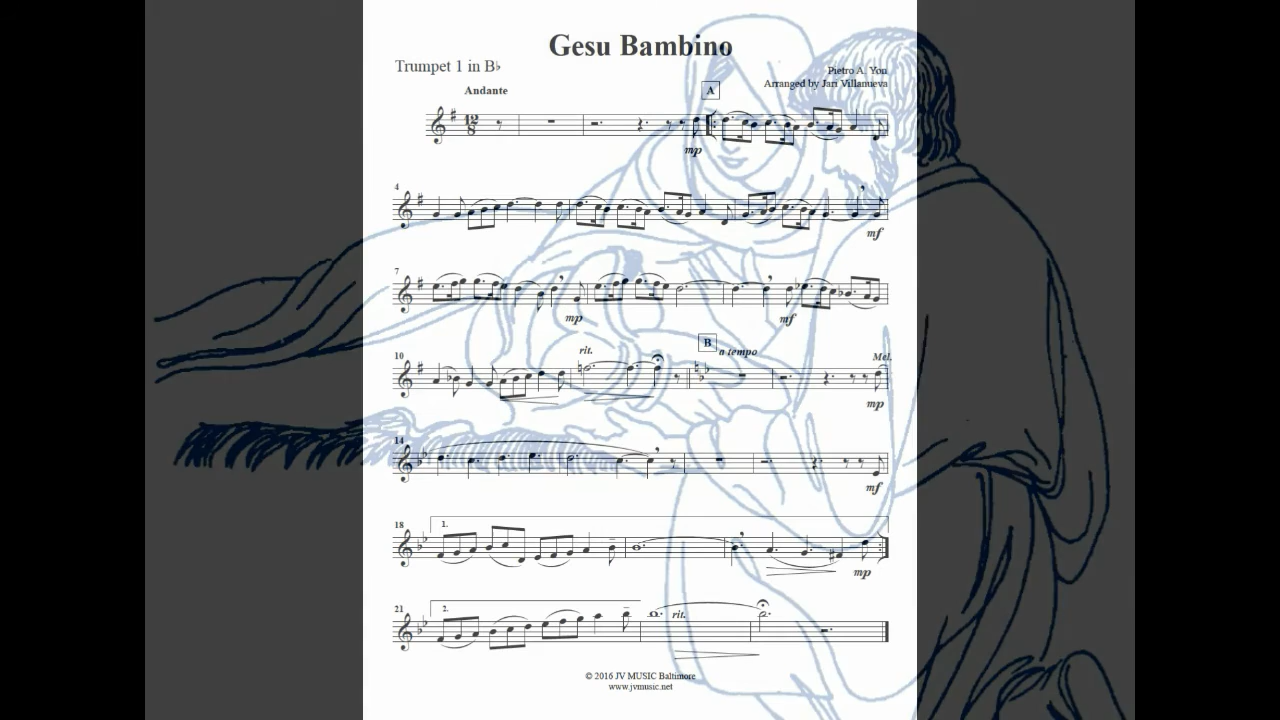 Gesu Bambino
Trumpet 1 in B♭
Pietro A. Yon
Arranged by Jari Villanueva
Andante
A
12
8
mp
4
mf
7
mp
mf
10
rit.
B
a tempo
Mel.
mp
14
mf
18
1.
mp
21
2.
rit.
© 2016 JV MUSIC Baltimore
www.jvmusic.net